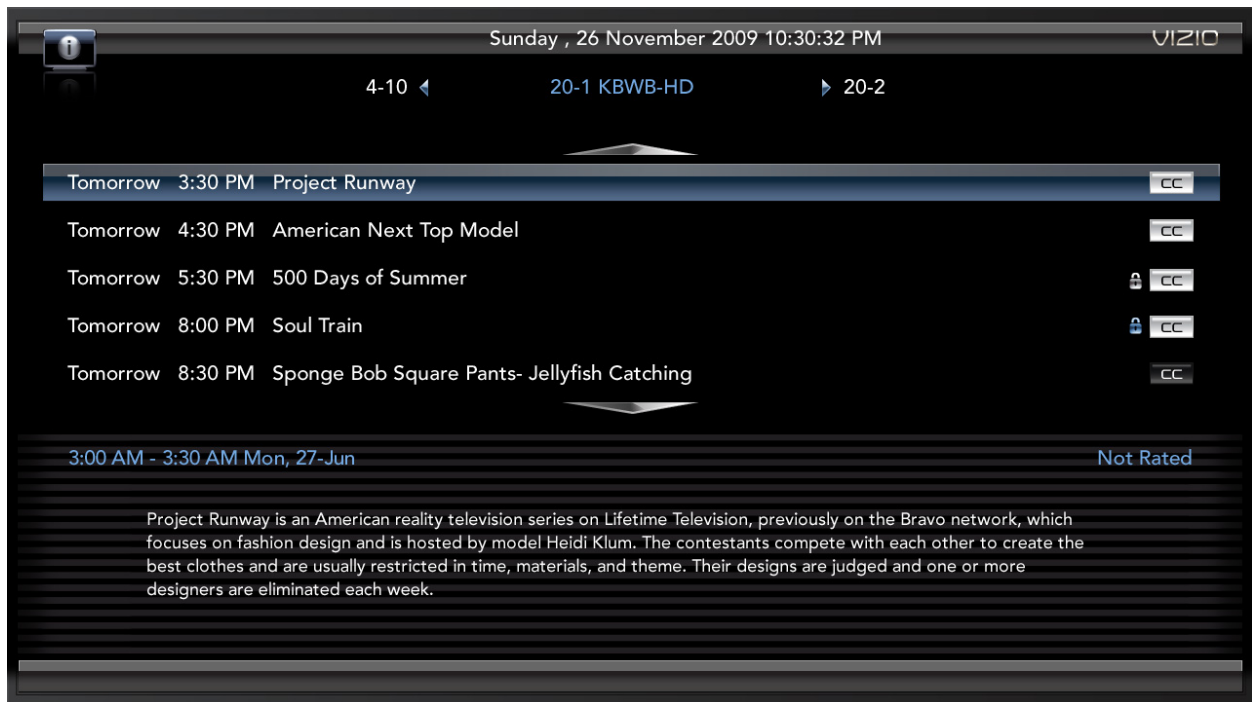 Sunday , 26 November 2009 10:30:32 PM VIZIO
4-10 20-1 KBWB-HD 20-2
Tomorrow 3:30 PM Project Runway CC
Tomorrow 4:30 PM American Next Top Model CC
Tomorrow 5:30 PM 500 Days of Summer CC
Tomorrow 8:00 PM Soul Train CC
Tomorrow 8:30 PM Sponge Bob Square Pants- Jellyfish Catching CC
3:00 AM - 3:30 AM Mon, 27-Jun Not Rated
Project Runway is an American reality television series on Lifetime Television, previously on the Bravo network, which
focuses on fashion design and is hosted by model Heidi Klum. The contestants compete with each other to create the
best clothes and are usually restricted in time, materials, and theme. Their designs are judged and one or more
designers are eliminated each week.